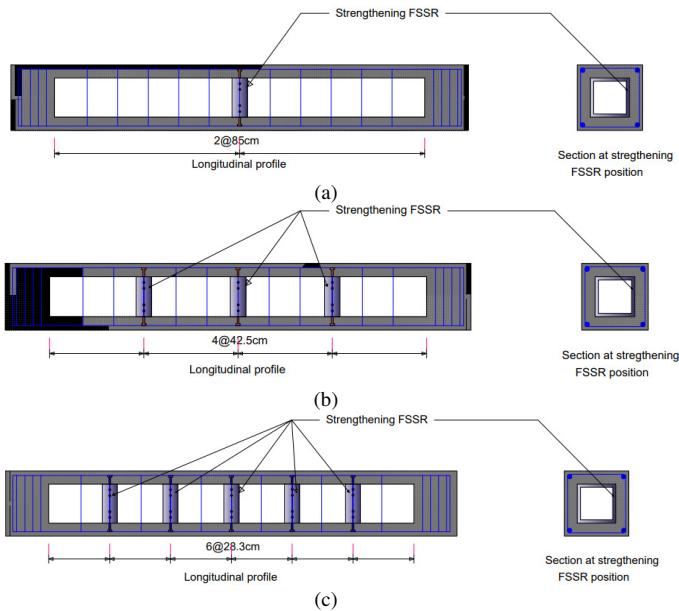 Strengthening FSSR
2@85cm
Longitudinal profile
Section at stregthening
FSSR position
(a)
Strengthening FSSR
4@42.5cm
Longitudinal profile
Section at stregthening
FSSR position
(b)
Strengthening FSSR
6@28.3cm
Longitudinal profile
Section at stregthening
FSSR position
(c)